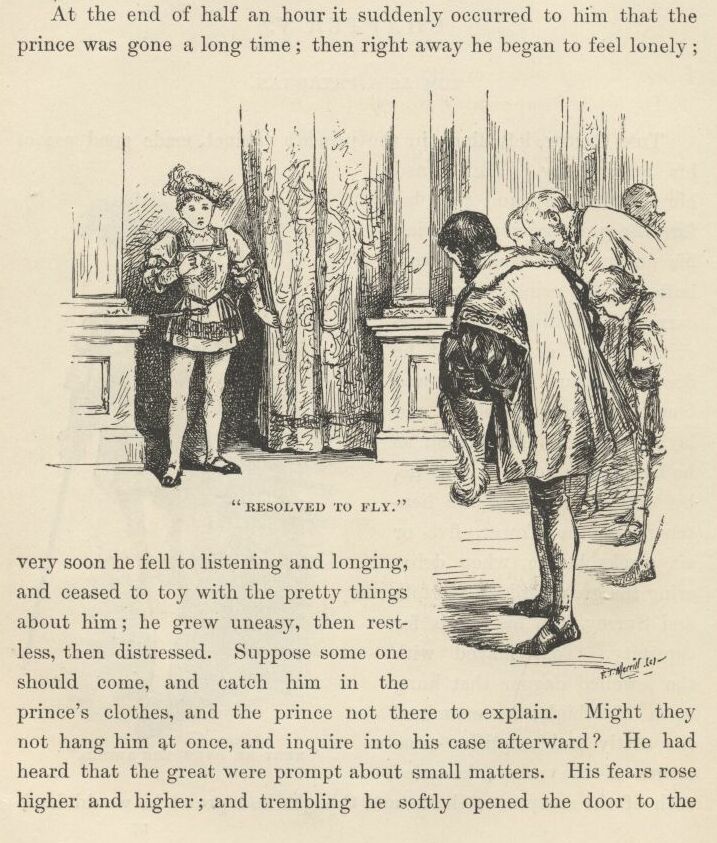 At the end of half an hour it suddenly occurred to him that the
prince was gone a long time; then right away he began to feel lonely;
"RESOLVED TO FLY."
very soon he fell to listening and longing,
and ceased to toy with the pretty things
about him; he grew uneasy, then rest-
less, then distressed. Suppose some one
should come, and catch him in the
prince's clothes, and the prince not there to explain. Might they
not hang him at once, and inquire into his case afterward? He had
heard that the great were prompt about small matters. His fears rose
higher and higher; and trembling he softly opened the door to the
F. T. Merrill